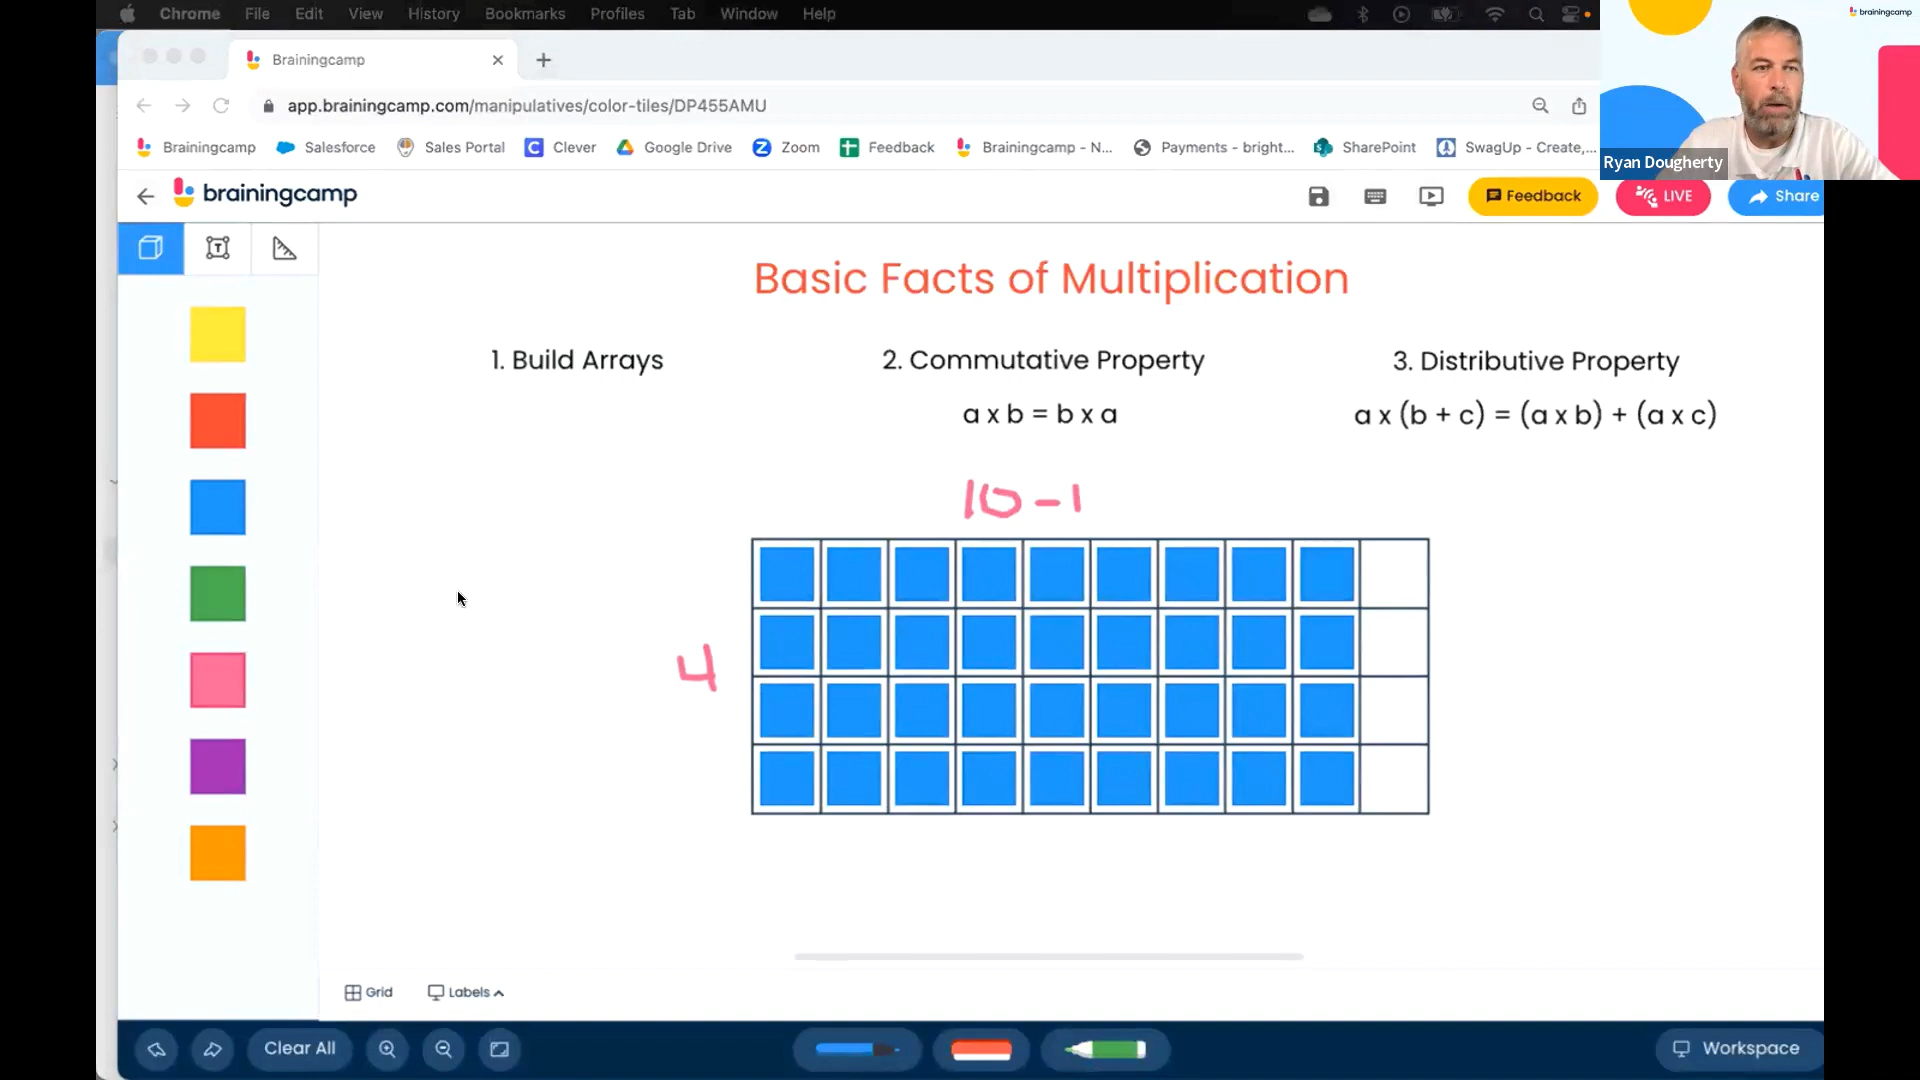 Chrome File Edit View History Bookmarks Profiles Tab Window Help
brainingcamp
Brainingcamp
app.brainingcamp.com/manipulatives/color-tiles/DP455AMU
Brainingcamp Salesforce Sales Portal Clever Google Drive Zoom Feedback Brainingcamp - N... Payments - bright... SharePoint SwagUp - Create,...
Ryan Dougherty
brainingcamp Feedback LIVE Share
T
Basic Facts of Multiplication
1. Build Arrays 2. Commutative Property 3. Distributive Property
a x b = b x a a x (b + c) = (a x b) + (a x c)
10 - 1
4
Grid Labels
Clear All Workspace